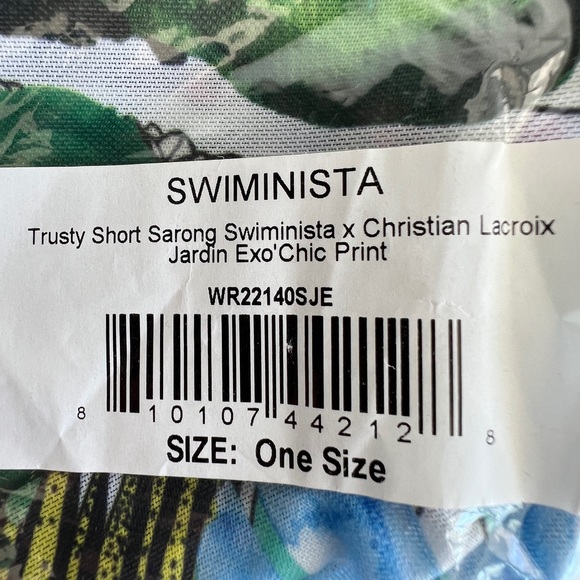 SWIMINISTA
Trusty Short Sarong Swiminista x Christian Lacroix
Jardin Exo'Chic Print
WR22140SJE
8 10107 44212 8
SIZE: One Size